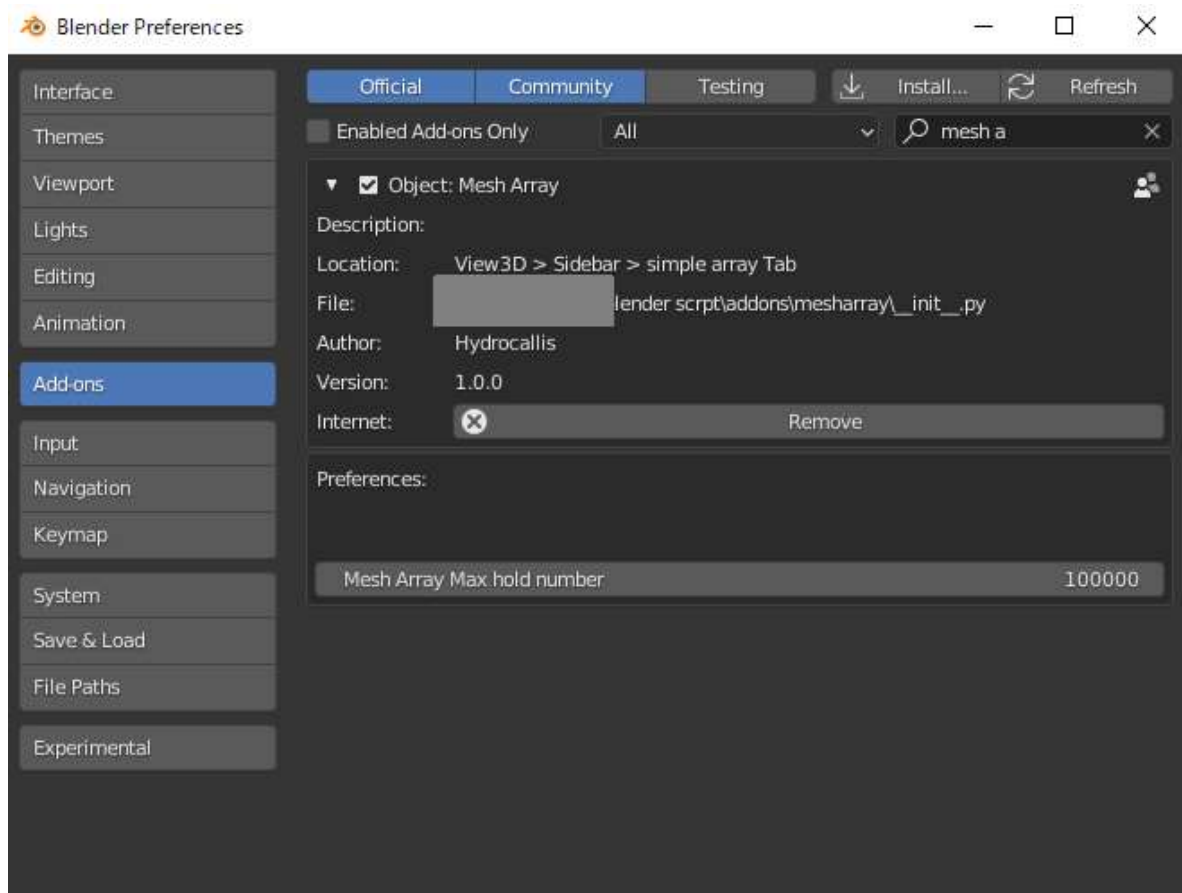 Blender Preferences
Interface
Themes
Viewport
Lights
Editing
Animation
Add-ons
Input
Navigation
Keymap
System
Save & Load
File Paths
Experimental
Official Community Testing Install... Refresh
Enabled Add-ons Only All mesh a
Object: Mesh Array
Description:
Location: View3D > Sidebar > simple array Tab
File: lender scrpt\addons\mesharray\__init__.py
Author: Hydrocallis
Version: 1.0.0
Internet: Remove
Preferences:
Mesh Array Max hold number 100000